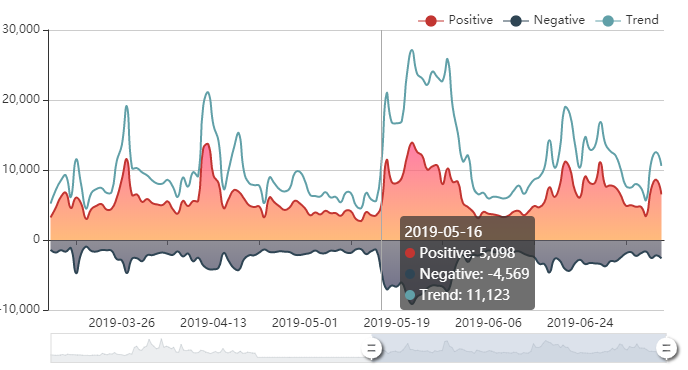 Positive Negative Trend
30,000
20,000
10,000
0
-10,000
2019-05-16
Positive: 5,098
Negative: -4,569
Trend: 11,123
2019-03-26 2019-04-13 2019-05-01 2019-05-19 2019-06-06 2019-06-24